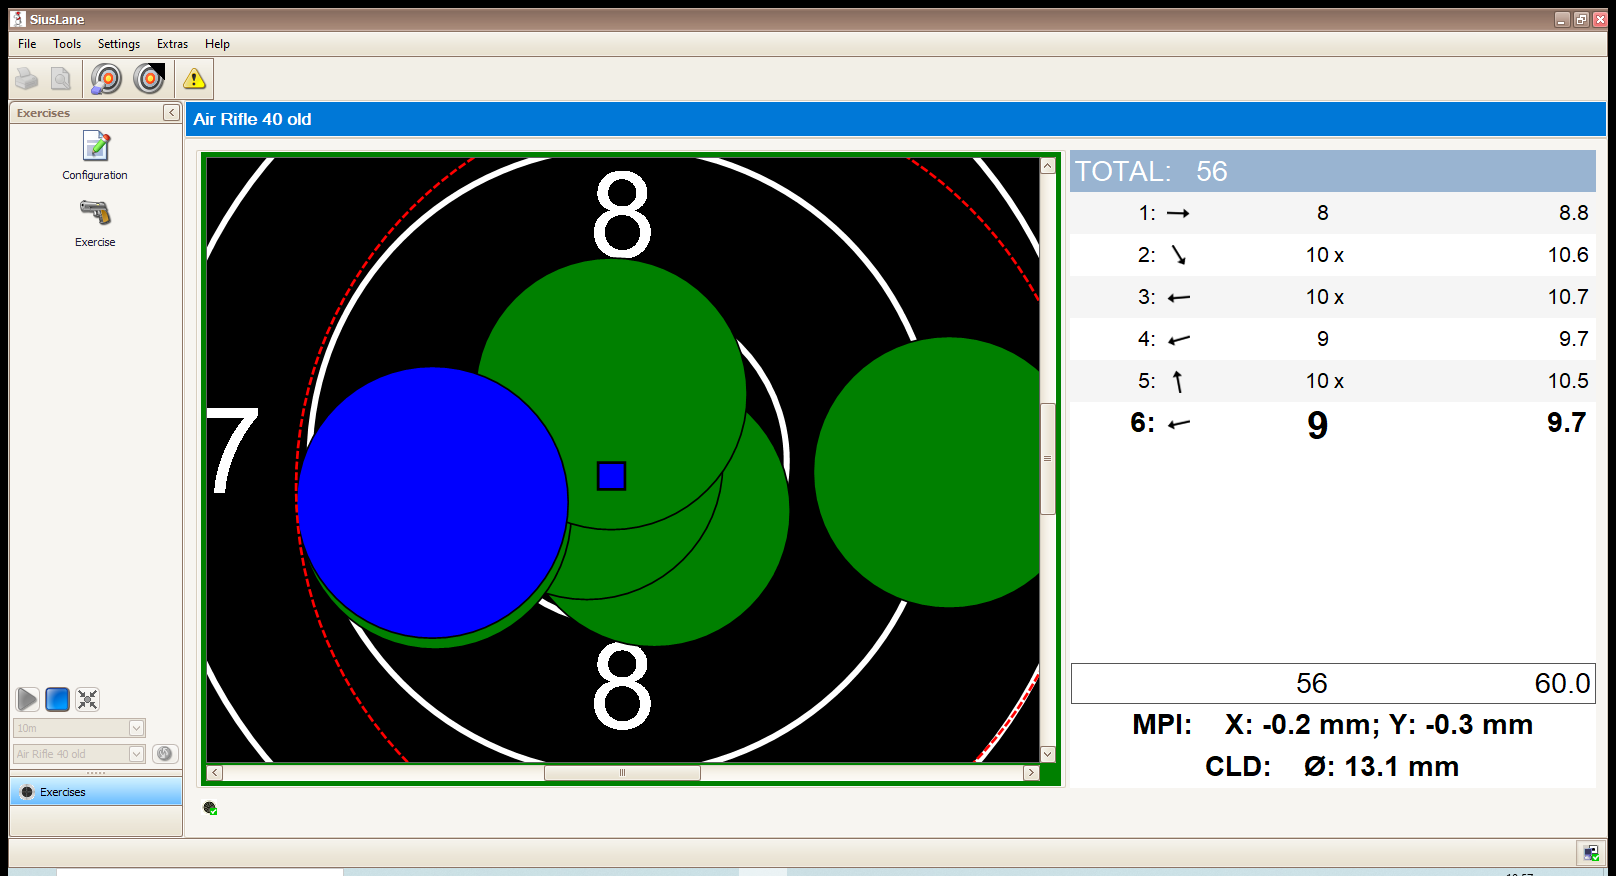 SiusLane
File Tools Settings Extras Help
Exercises
Configuration
Exercise
10m
Air Rifle 40 old
Exercises
Air Rifle 40 old
8
7
8
TOTAL: 56
1: 8 8.8
2: 10 x 10.6
3: 10 x 10.7
4: 9 9.7
5: 10 x 10.5
6: 9 9.7
56 60.0
MPI: X: -0.2 mm; Y: -0.3 mm
CLD: Ø: 13.1 mm